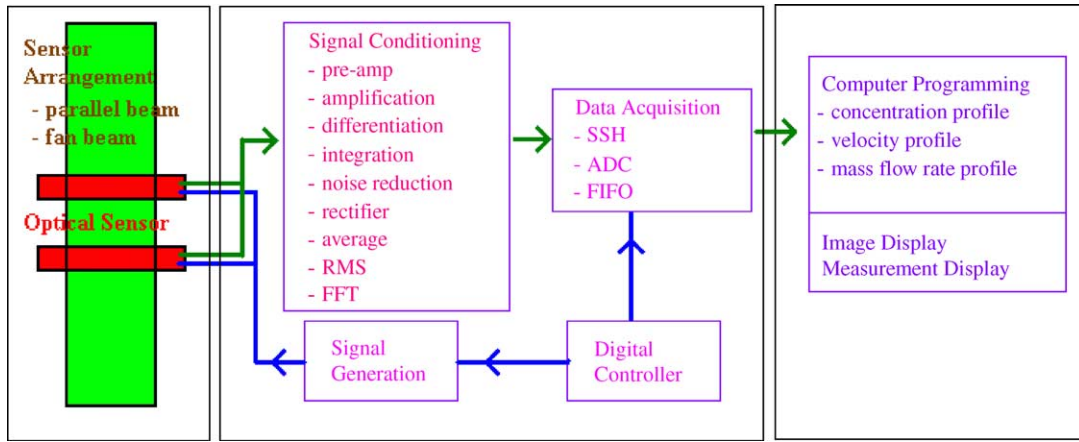 Sensor
Arrangement
- parallel beam
- fan beam
Optical Sensor
Signal Conditioning
- pre-amp
- amplification
- differentiation
- integration
- noise reduction
- rectifier
- average
- RMS
- FFT
Signal
Generation
Data Acquisition
- SSH
- ADC
- FIFO
Digital
Controller
Computer Programming
- concentration profile
- velocity profile
- mass flow rate profile
Image Display
Measurement Display